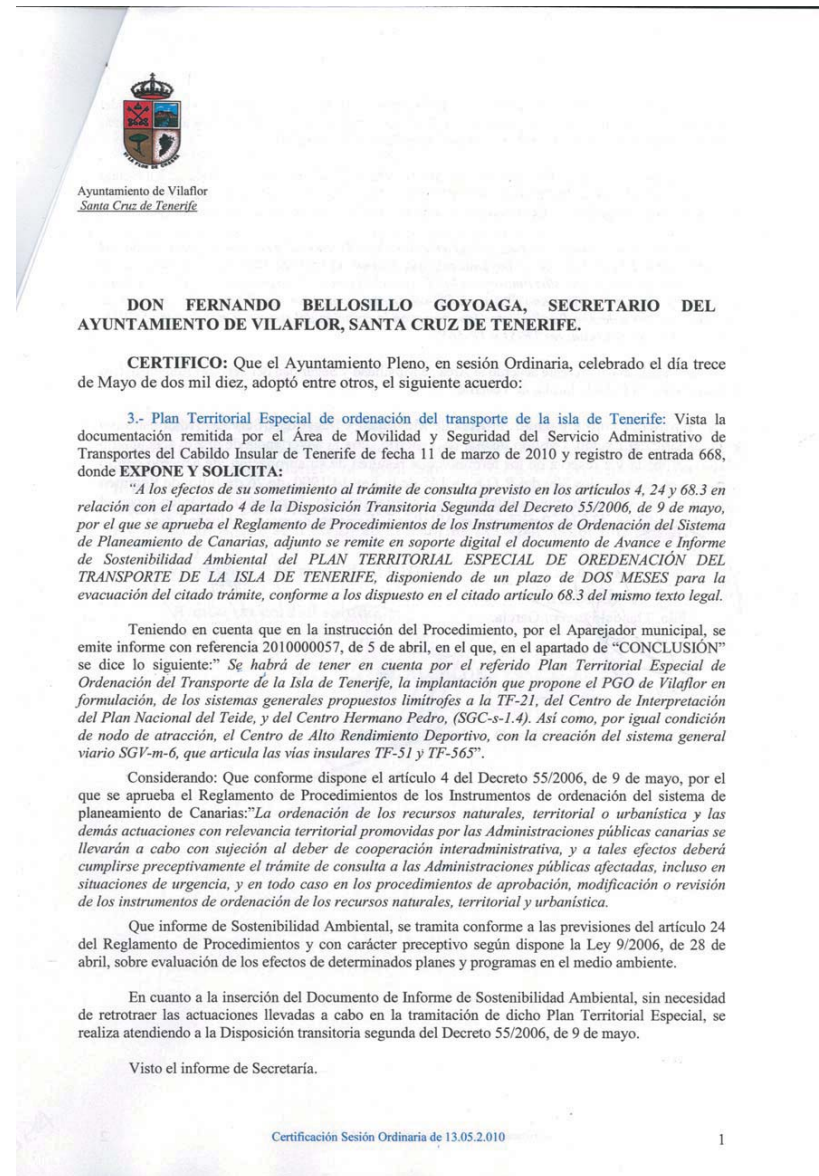 Ayuntamiento de Vilaflor
Santa Cruz de Tenerife
DON FERNANDO BELLOSILLO GOYOAGA, SECRETARIO DEL
AYUNTAMIENTO DE VILAFLOR, SANTA CRUZ DE TENERIFE.
CERTIFICO: Que el Ayuntamiento Pleno, en sesión Ordinaria, celebrado el día trece
de Mayo de dos mil diez, adoptó entre otros, el siguiente acuerdo:
3.- Plan Territorial Especial de ordenación del transporte de la isla de Tenerife: Vista la
documentación remitida por el Área de Movilidad y Seguridad del Servicio Administrativo de
Transportes del Cabildo Insular de Tenerife de fecha 11 de marzo de 2010 y registro de entrada 668,
donde EXPONE Y SOLICITA:
"A los efectos de su sometimiento al trámite de consulta previsto en los artículos 4, 24 y 68.3 en
relación con el apartado 4 de la Disposición Transitoria Segunda del Decreto 55/2006, de 9 de mayo,
por el que se aprueba el Reglamento de Procedimientos de los Instrumentos de Ordenación del Sistema
de Planeamiento de Canarias, adjunto se remite en soporte digital el documento de Avance e Informe
de Sostenibilidad Ambiental del PLAN TERRITORIAL ESPECIAL DE OREDENACIÓN DEL
TRANSPORTE DE LA ISLA DE TENERIFE, disponiendo de un plazo de DOS MESES para la
evacuación del citado trámite, conforme a los dispuesto en el citado artículo 68.3 del mismo texto legal.
Teniendo en cuenta que en la instrucción del Procedimiento, por el Aparejador municipal, se
emite informe con referencia 2010000057, de 5 de abril, en el que, en el apartado de "CONCLUSIÓN"
se dice lo siguiente:" Se habrá de tener en cuenta por el referido Plan Territorial Especial de
Ordenación del Transporte de la Isla de Tenerife, la implantación que propone el PGO de Vilaflor en
formulación, de los sistemas generales propuestos limítrofes a la TF-21, del Centro de Interpretación
del Plan Nacional del Teide, y del Centro Hermano Pedro, (SGC-s-1.4). Así como, por igual condición
de nodo de atracción, el Centro de Alto Rendimiento Deportivo, con la creación del sistema general
viario SGV-m-6, que articula las vías insulares TF-51 y TF-565".
Considerando: Que conforme dispone el artículo 4 del Decreto 55/2006, de 9 de mayo, por el
que se aprueba el Reglamento de Procedimientos de los Instrumentos de ordenación del sistema de
planeamiento de Canarias:"La ordenación de los recursos naturales, territorial o urbanística y las
demás actuaciones con relevancia territorial promovidas por las Administraciones públicas canarias se
llevarán a cabo con sujeción al deber de cooperación interadministrativa, y a tales efectos deberá
cumplirse preceptivamente el trámite de consulta a las Administraciones públicas afectadas, incluso en
situaciones de urgencia, y en todo caso en los procedimientos de aprobación, modificación o revisión
de los instrumentos de ordenación de los recursos naturales, territorial y urbanística.
Que informe de Sostenibilidad Ambiental, se tramita conforme a las previsiones del artículo 24
del Reglamento de Procedimientos y con carácter preceptivo según dispone la Ley 9/2006, de 28 de
abril, sobre evaluación de los efectos de determinados planes y programas en el medio ambiente.
En cuanto a la inserción del Documento de Informe de Sostenibilidad Ambiental, sin necesidad
de retrotraer las actuaciones llevadas a cabo en la tramitación de dicho Plan Territorial Especial, se
realiza atendiendo a la Disposición transitoria segunda del Decreto 55/2006, de 9 de mayo.
Visto el informe de Secretaría.
Certificación Sesión Ordinaria de 13.05.2.010
1